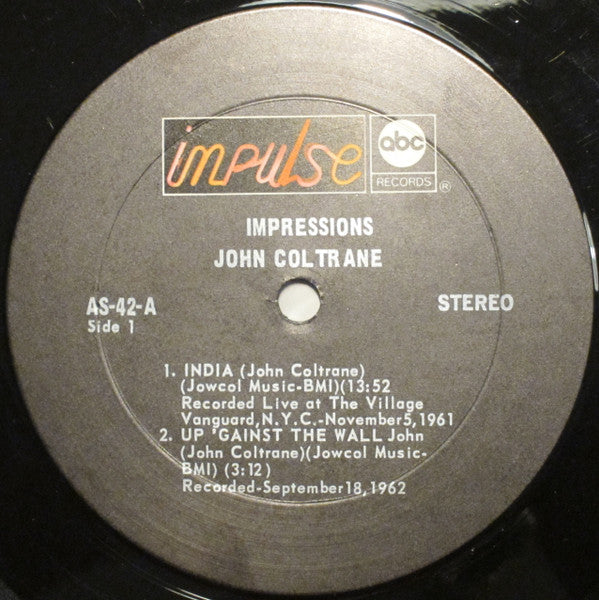 impulse
abc
RECORDS ®
IMPRESSIONS
JOHN COLTRANE
AS-42-A
Side 1
STEREO
1. INDIA (John Coltrane)
(Jowcol Music-BMI)(13:52
Recorded Live at The Village
Vanguard, N.Y.C.-November 5, 1961
2. UP 'GAINST THE WALL John
(John Coltrane)(Jowcol Music-
BMI) (3:12)
Recorded-September 18, 1962